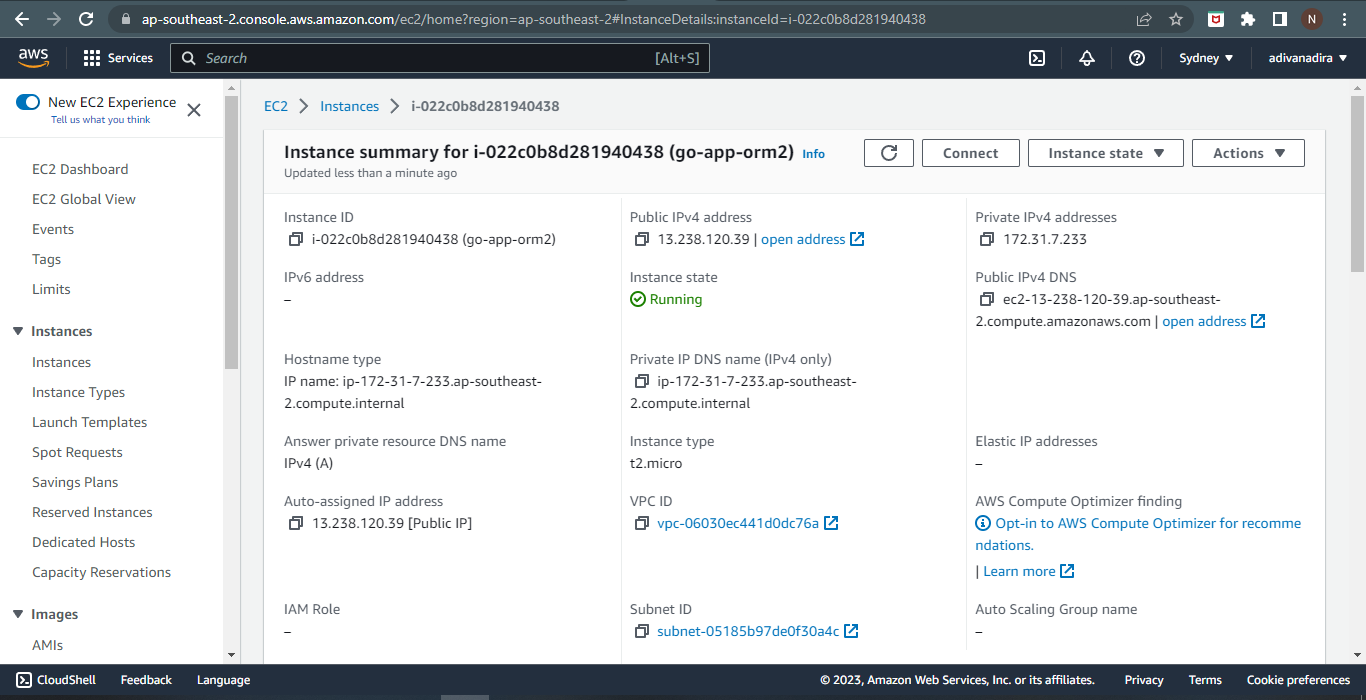 ap-southeast-2.console.aws.amazon.com/ec2/home?region=ap-southeast-2#InstanceDetails:instanceId=i-022c0b8d281940438
N
aws
Services
Search
[Alt+S]
Sydney
adivanadira
New EC2 Experience
Tell us what you think
EC2 Dashboard
EC2 Global View
Events
Tags
Limits
Instances
Instances
Instance Types
Launch Templates
Spot Requests
Savings Plans
Reserved Instances
Dedicated Hosts
Capacity Reservations
Images
AMIs
EC2
Instances
i-022c0b8d281940438
Instance summary for i-022c0b8d281940438 (go-app-orm2) Info
Updated less than a minute ago
Connect
Instance state
Actions
Instance ID
i-022c0b8d281940438 (go-app-orm2)
Public IPv4 address
13.238.120.39 | open address
Private IPv4 addresses
172.31.7.233
IPv6 address
–
Instance state
Running
Public IPv4 DNS
ec2-13-238-120-39.ap-southeast-
2.compute.amazonaws.com | open address
Hostname type
IP name: ip-172-31-7-233.ap-southeast-
2.compute.internal
Private IP DNS name (IPv4 only)
ip-172-31-7-233.ap-southeast-
2.compute.internal
Answer private resource DNS name
IPv4 (A)
Instance type
t2.micro
Elastic IP addresses
–
Auto-assigned IP address
13.238.120.39 [Public IP]
VPC ID
vpc-06030ec441d0dc76a
AWS Compute Optimizer finding
Opt-in to AWS Compute Optimizer for recomme
ndations.
| Learn more
IAM Role
–
Subnet ID
subnet-05185b97de0f30a4c
Auto Scaling Group name
–
CloudShell
Feedback
Language
© 2023, Amazon Web Services, Inc. or its affiliates.
Privacy
Terms
Cookie preferences